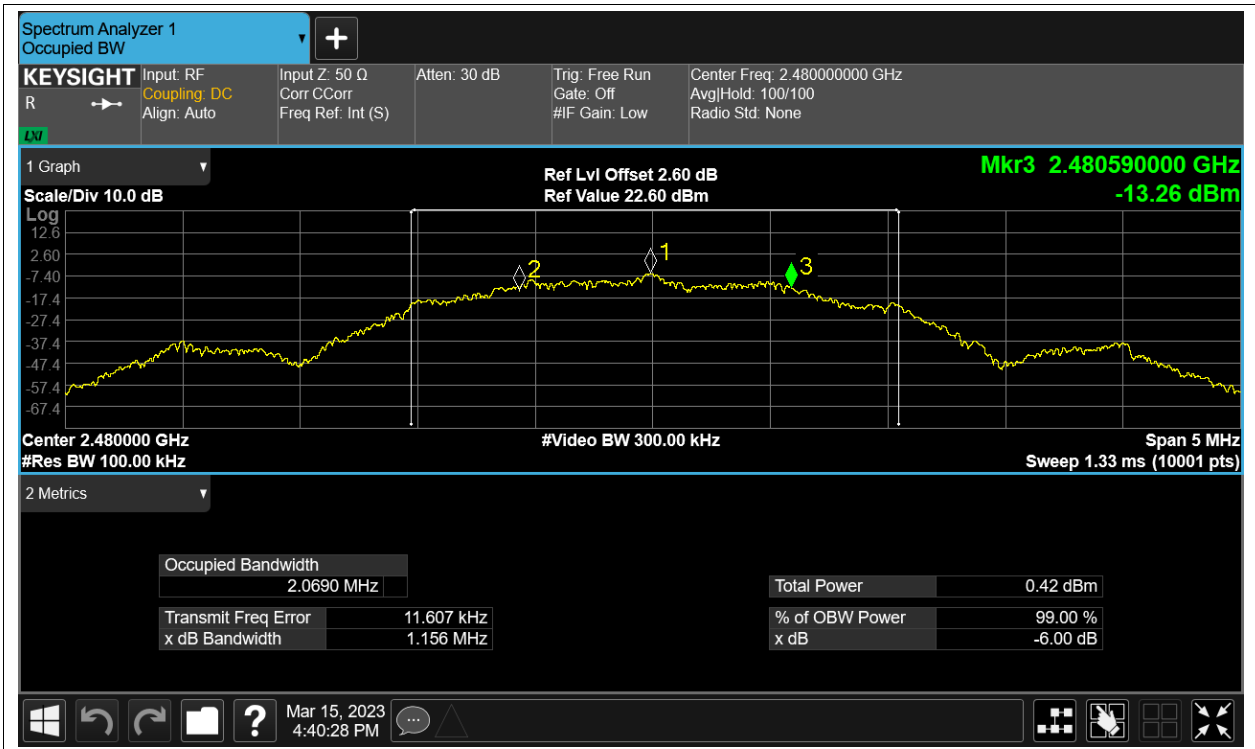 Spectrum Analyzer 1
Occupied BW
KEYSIGHT
R
LXI
Input: RF
Coupling: DC
Align: Auto
Input Z: 50 Ω
Corr CCorr
Freq Ref: Int (S)
Atten: 30 dB
Trig: Free Run
Gate: Off
#IF Gain: Low
Center Freq: 2.480000000 GHz
Avg|Hold: 100/100
Radio Std: None
1 Graph
Scale/Div 10.0 dB
Ref Lvl Offset 2.60 dB
Ref Value 22.60 dBm
Mkr3 2.480590000 GHz
-13.26 dBm
Log
12.6
2.60
-7.40
-17.4
-27.4
-37.4
-47.4
-57.4
-67.4
1
2
3
Center 2.480000 GHz
#Video BW 300.00 kHz
Span 5 MHz
#Res BW 100.00 kHz
Sweep 1.33 ms (10001 pts)
2 Metrics
Occupied Bandwidth
2.0690 MHz
Transmit Freq Error 11.607 kHz
x dB Bandwidth 1.156 MHz
Total Power 0.42 dBm
% of OBW Power 99.00 %
x dB -6.00 dB
?
Mar 15, 2023
4:40:28 PM